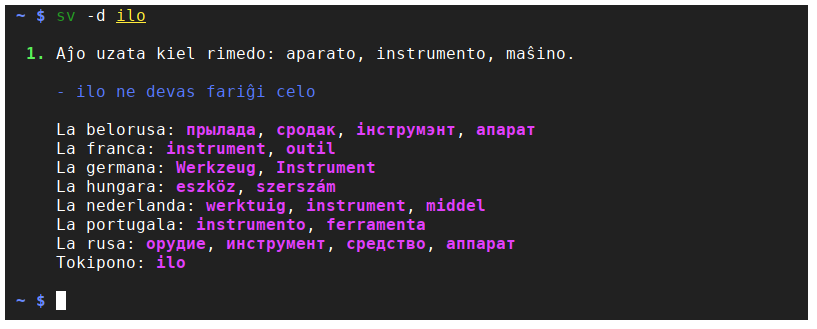 ~ $ sv -d ilo
1. Aĵo uzata kiel rimedo: aparato, instrumento, maŝino.
- ilo ne devas fariĝi celo
La belorusa: прылада, сродак, інструмэнт, апарат
La franca: instrument, outil
La germana: Werkzeug, Instrument
La hungara: eszköz, szerszám
La nederlanda: werktuig, instrument, middel
La portugala: instrumento, ferramenta
La rusa: орудие, инструмент, средство, аппарат
Tokipono: ilo
~ $